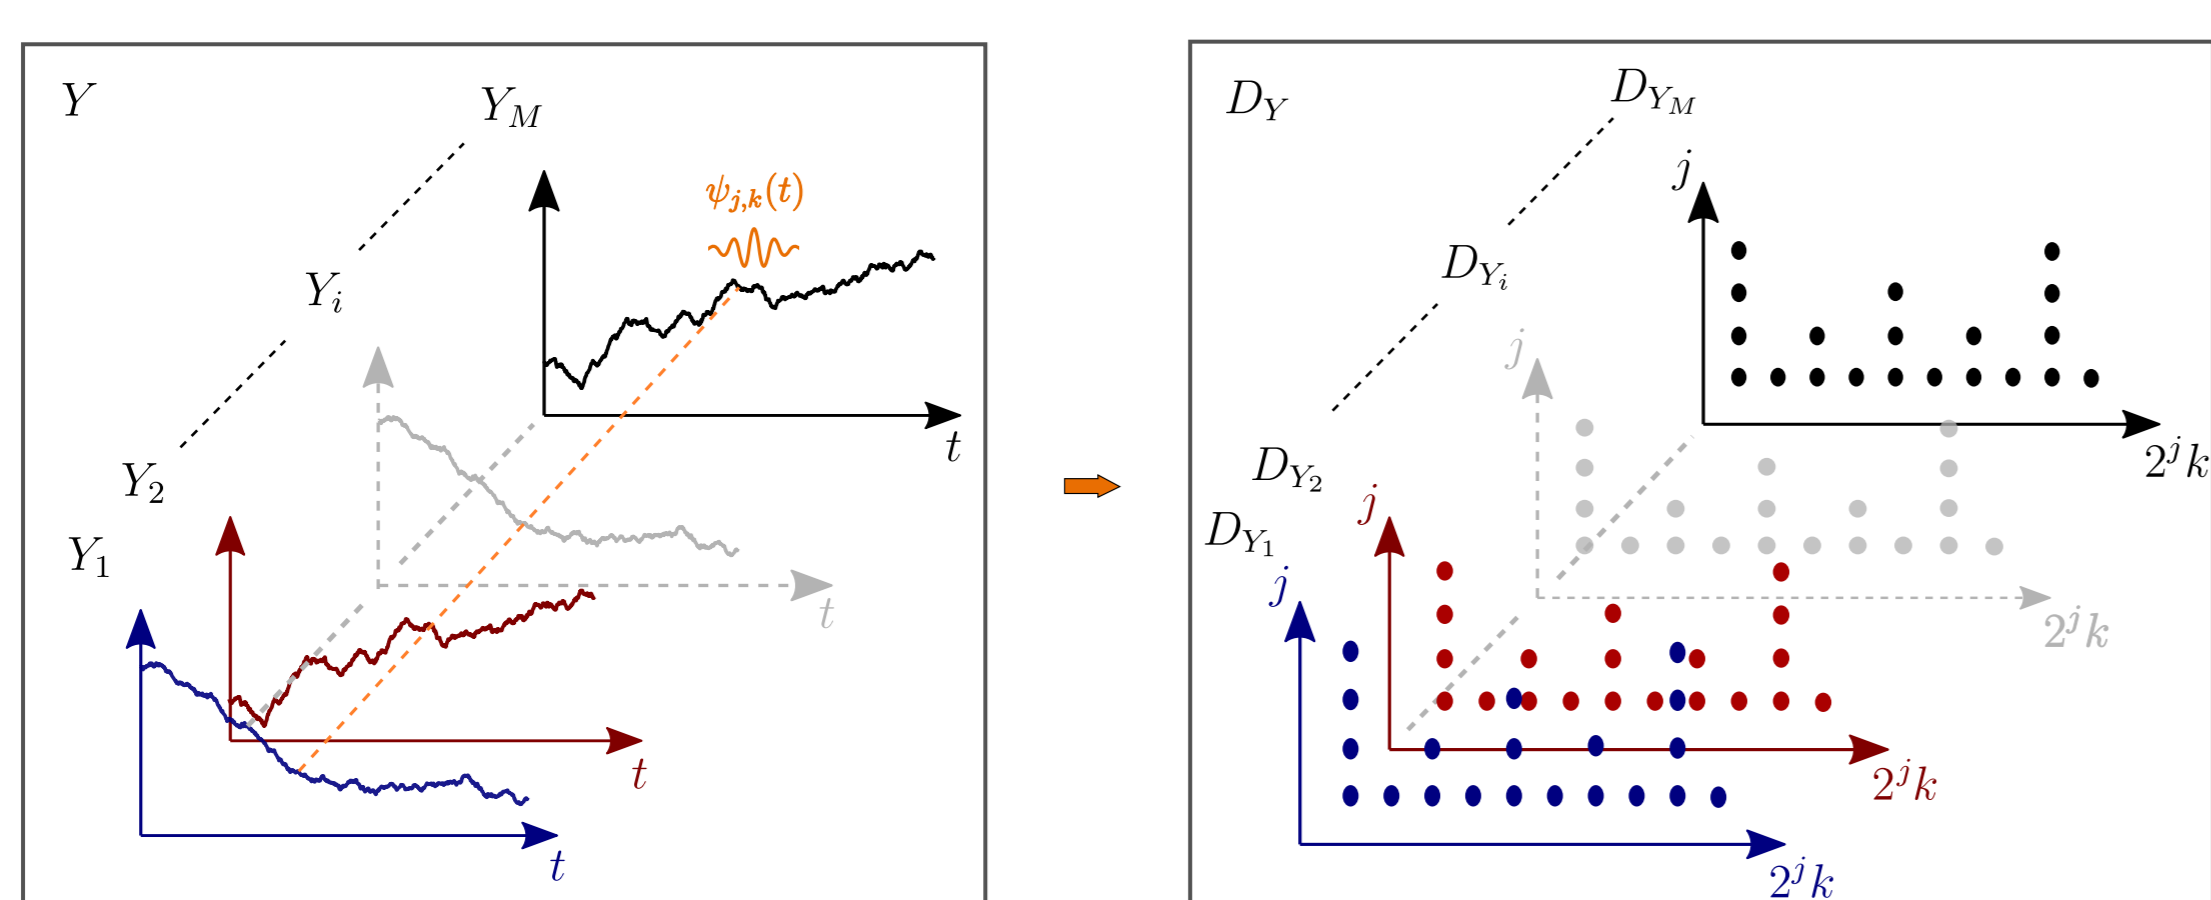 Y
Y_M
ψ_{j,k}(t)
Y_i
t
Y_2
Y_1
t
t
t
D_Y
D_{Y_M}
j
D_{Y_i}
2^j k
j
D_{Y_2}
j
D_{Y_1}
j
2^j k
2^j k
2^j k